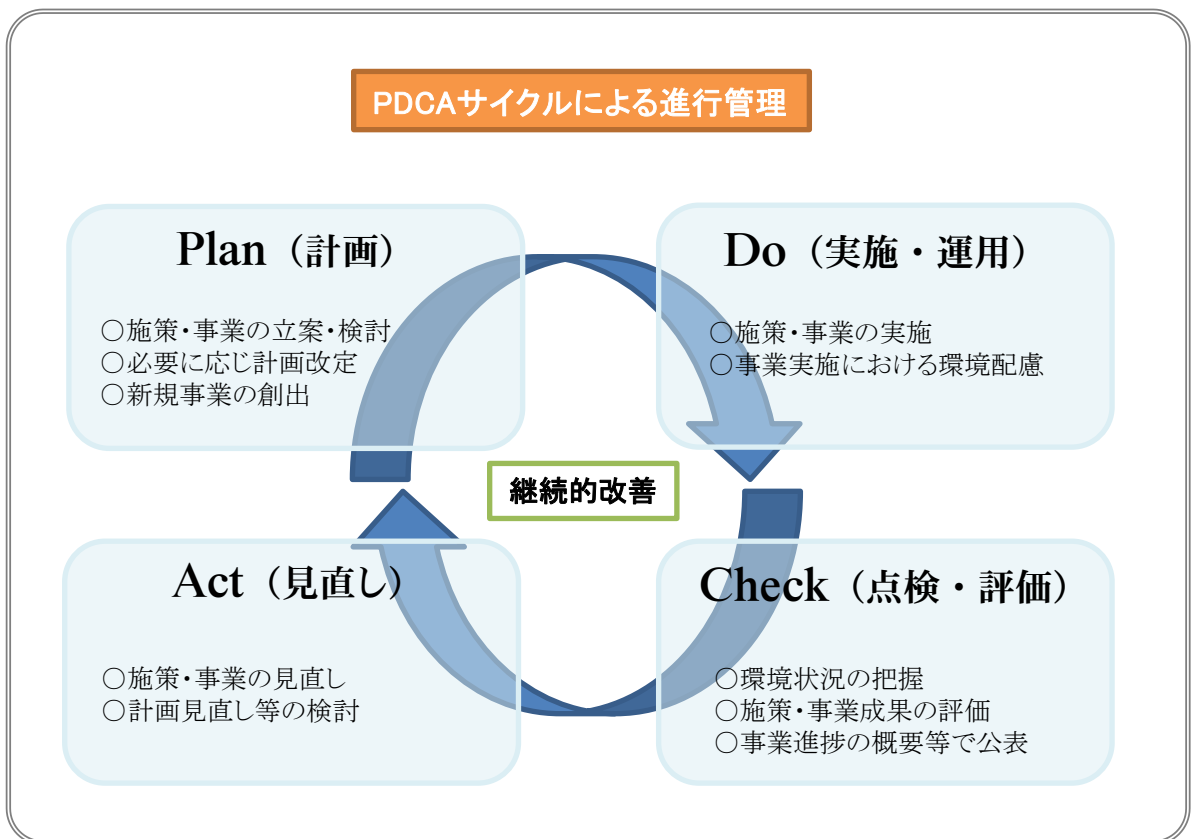 PDCAサイクルによる進行管理
Plan（計画）
○施策・事業の立案・検討
○必要に応じ計画改定
○新規事業の創出
Do（実施・運用）
○施策・事業の実施
○事業実施における環境配慮
継続的改善
Act（見直し）
○施策・事業の見直し
○計画見直し等の検討
Check（点検・評価）
○環境状況の把握
○施策・事業成果の評価
○事業進捗の概要等で公表